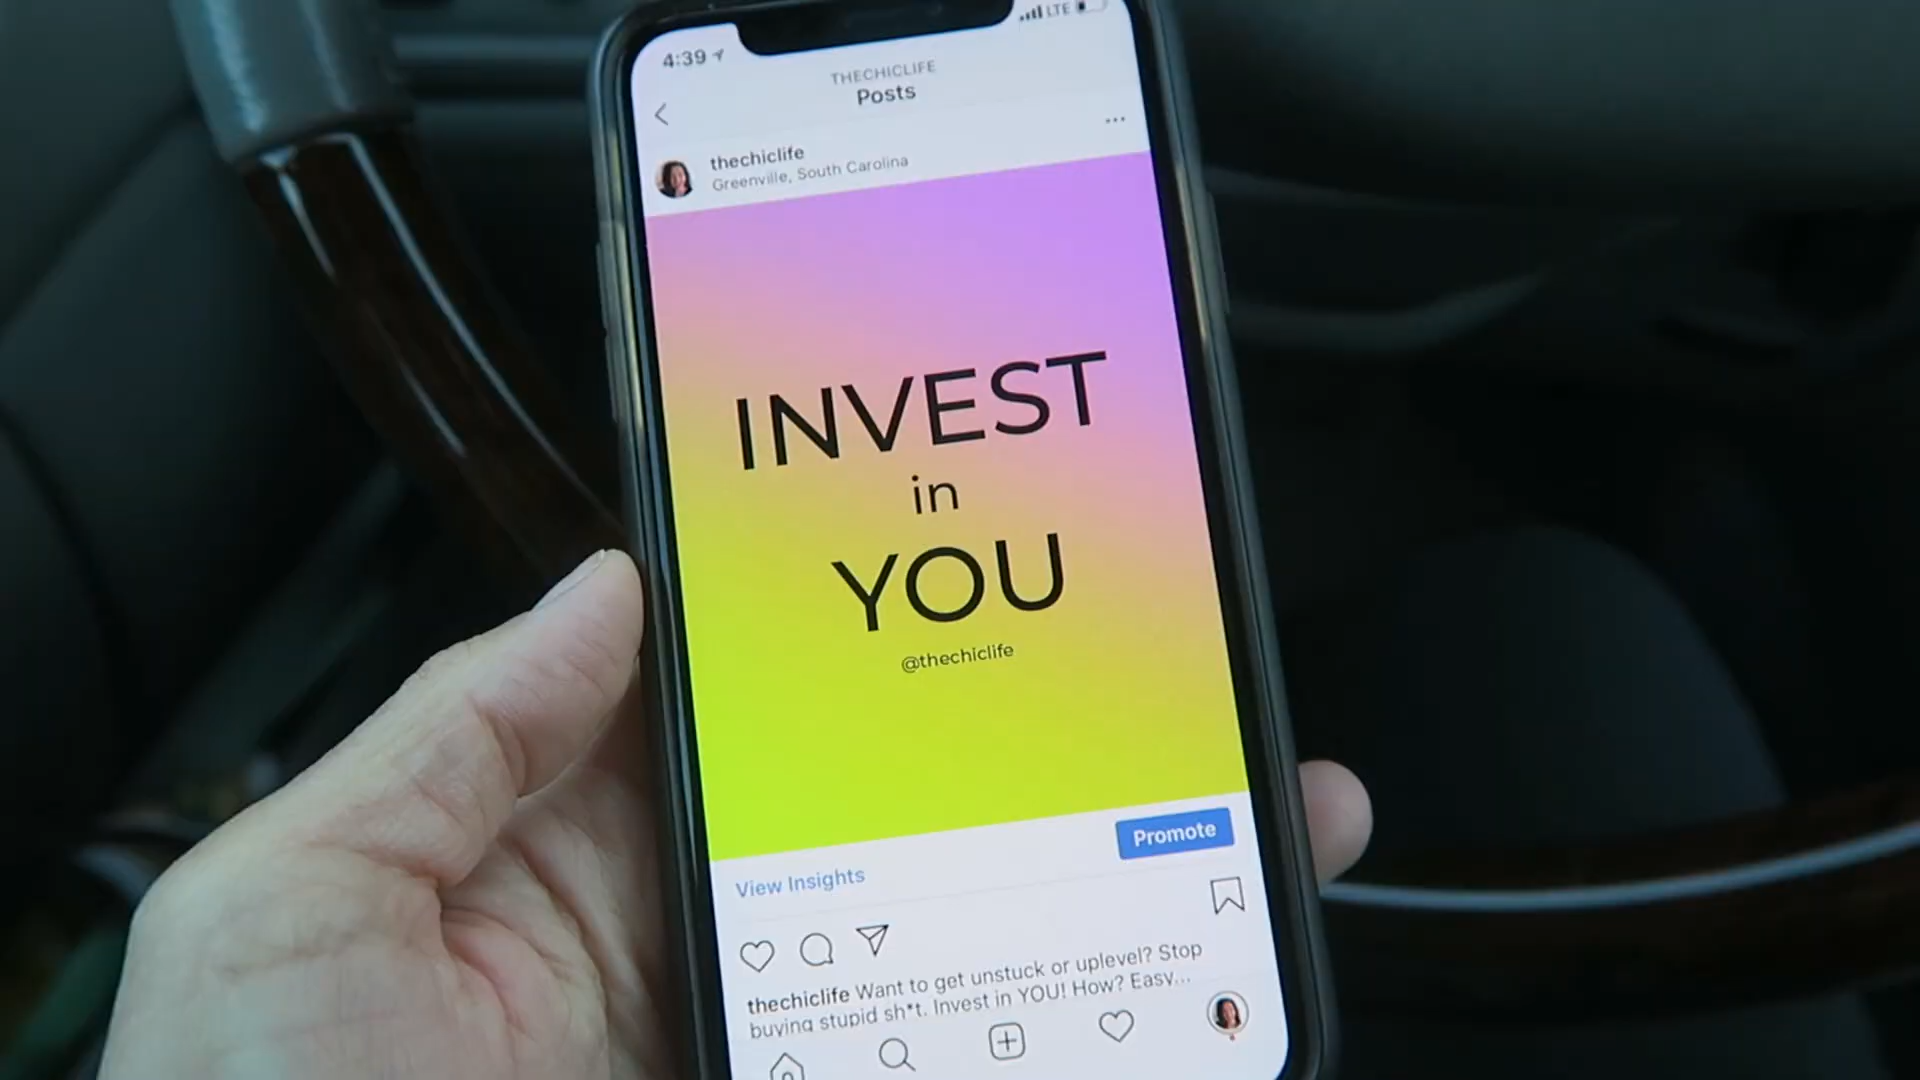 4:39 LTE
THECHICLIFE
Posts
thechiclife
Greenville, South Carolina
INVEST
in
YOU
@thechiclife
Promote
View Insights
thechiclife Want to get unstuck or uplevel? Stop
buying stupid sh*t. Invest in YOU! How? Easy...